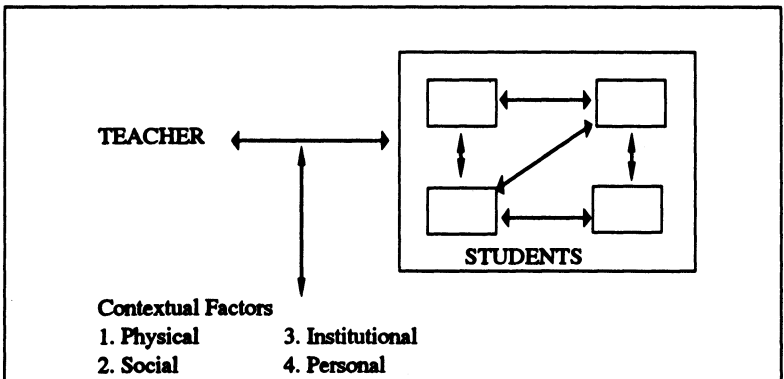 TEACHER
STUDENTS
Contextual Factors
1. Physical 3. Institutional
2. Social 4. Personal